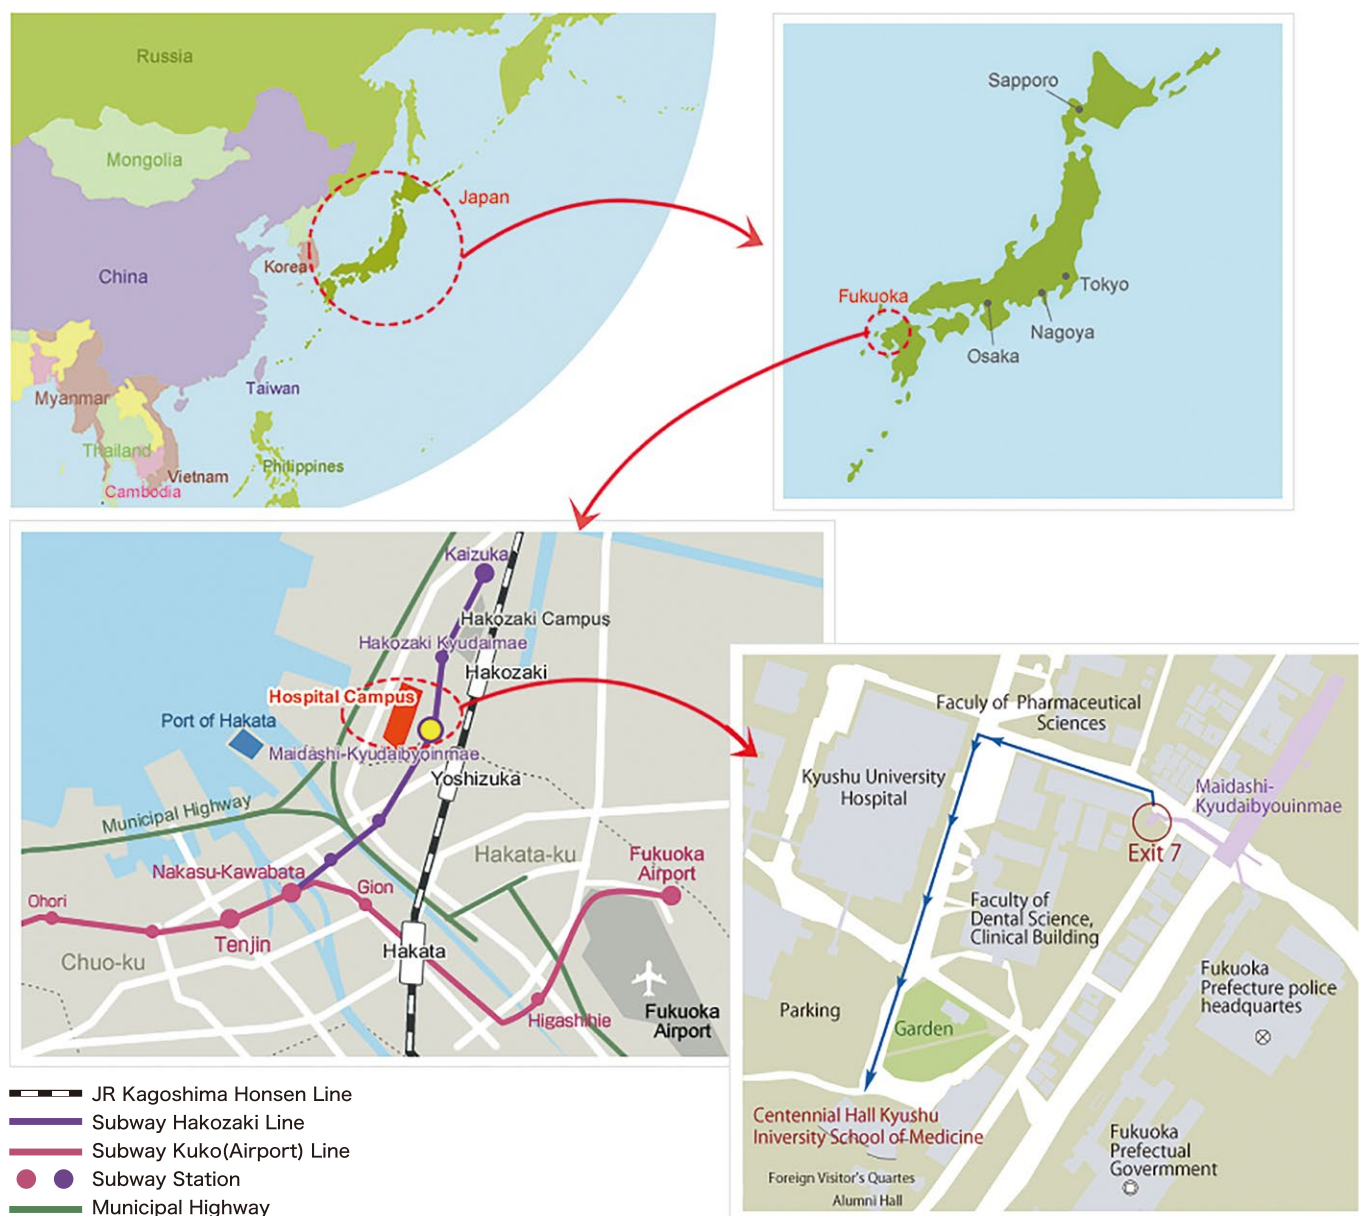 Russia
Mongolia
Japan
China
Korea
Taiwan
Myanmar
Thailand
Vietnam
Cambodia
Philippines
Sapporo
Tokyo
Fukuoka
Nagoya
Osaka
Kaizuka
Hakozaki Campus
Hakozaki Kyudaimae
Hakozaki
Hospital Campus
Port of Hakata
Maidashi-Kyudaibyoinmae
Yoshizuka
Municipal Highway
Hakata-ku
Fukuoka
Airport
Nakasu-Kawabata
Gion
Ohori
Tenjin
Hakata
Chuo-ku
Higashihie
Fukuoka
Airport
Faculy of Pharmaceutical
Sciences
Kyushu University
Hospital
Maidashi-
Kyudaibyouinmae
Exit 7
Faculty of
Dental Science,
Clinical Building
Fukuoka
Prefecture police
headquartes
Parking
Garden
Centennial Hall Kyushu
Iniversity School of Medicine
Fukuoka
Prefectual
Govermment
Foreign Visitor's Quartes
Alumni Hall
JR Kagoshima Honsen Line
Subway Hakozaki Line
Subway Kuko(Airport) Line
Subway Station
Municipal Highway